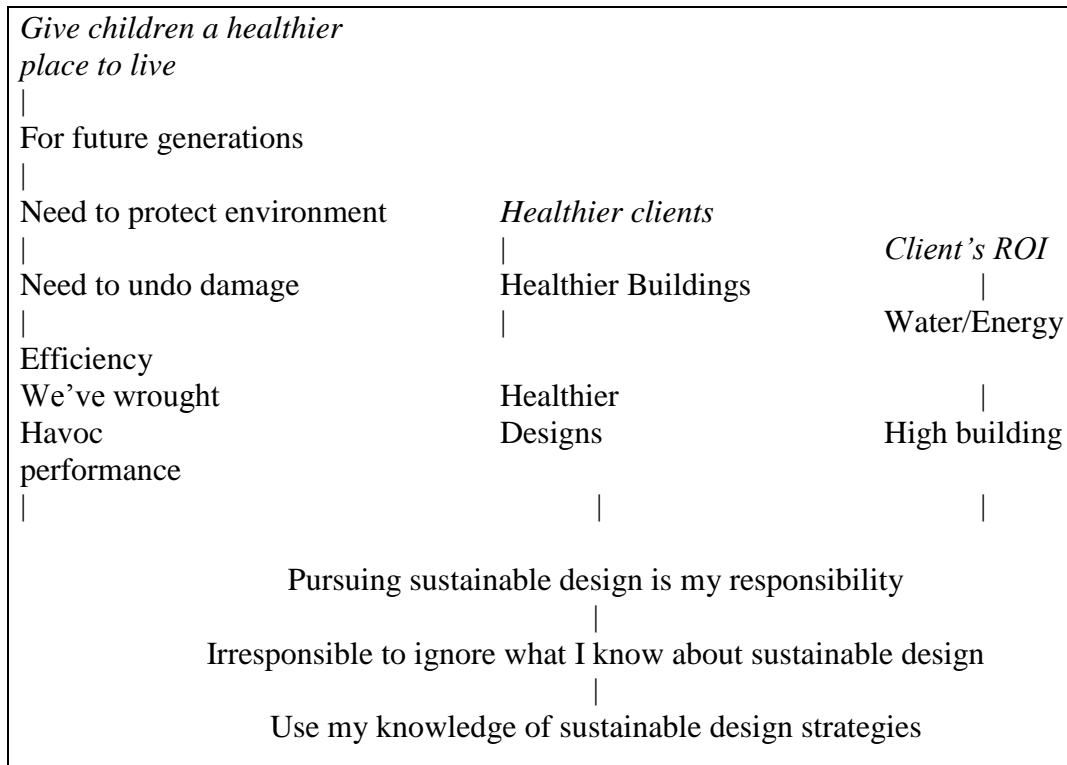 Give children a healthier
place to live
|
For future generations
|
Need to protect environment Healthier clients
| | Client’s ROI
Need to undo damage Healthier Buildings |
| | Water/Energy
Efficiency
We’ve wrought Healthier |
Havoc Designs High building
performance
| | |
Pursuing sustainable design is my responsibility
|
Irresponsible to ignore what I know about sustainable design
|
Use my knowledge of sustainable design strategies